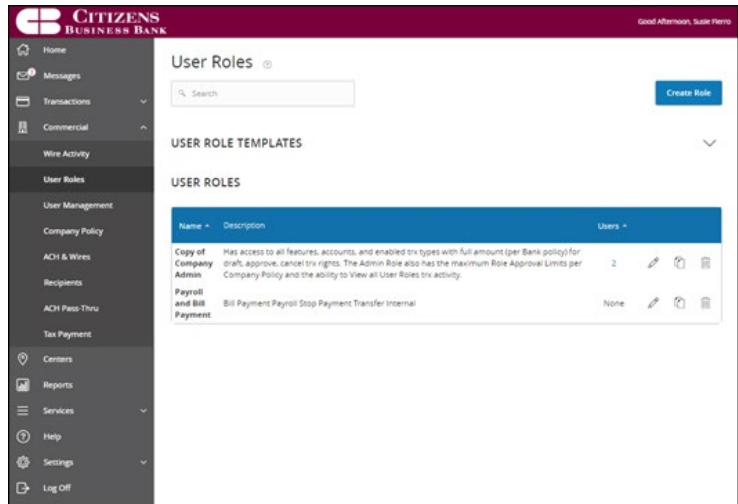 CITIZENS
BUSINESS BANK
Good Afternoon, Susie Fierro
Home
Messages
Transactions
Commercial
Wire Activity
User Roles
User Management
Company Policy
ACH & Wires
Recipients
ACH Pass-Thru
Tax Payment
Centers
Reports
Services
Help
Settings
Log Off
User Roles
Search
Create Role
USER ROLE TEMPLATES
USER ROLES
Name Description Users
Copy of Company Admin
Has access to all features, accounts, and enabled trx types with full amount (per Bank policy) for
draft, approve, cancel trx rights. The Admin Role also has the maximum Role Approval Limits per
Company Policy and the ability to View all User Roles trx activity.
2
Payroll and Bill Payment
Bill Payment Payroll Stop Payment Transfer Internal
None